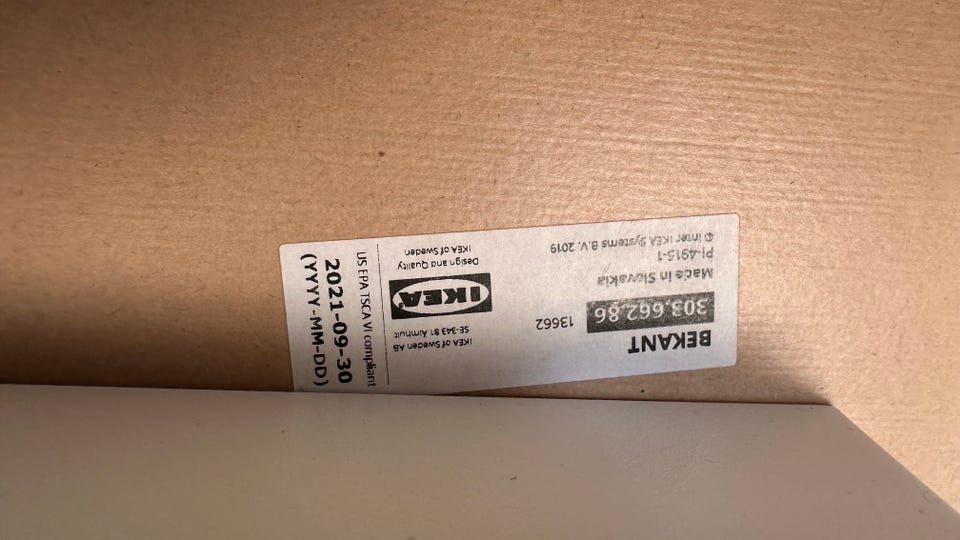 BEKANT
303.662.86 13662
Made in Slovakia
PI-4915-1
© Inter IKEA Systems B.V. 2019
IKEA of Sweden AB
SE-343 81 Älmhult
IKEA®
Design and Quality
IKEA of Sweden
US EPA TSCA VI compliant
2021-09-30
(YYYY-MM-DD)